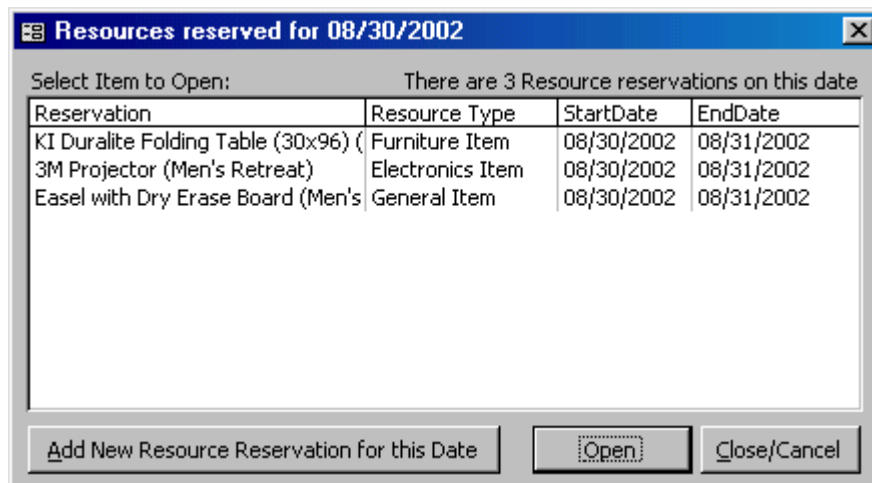 Resources reserved for 08/30/2002
Select Item to Open: There are 3 Resource reservations on this date
Reservation Resource Type StartDate EndDate
KI Duralite Folding Table (30x96) ( Furniture Item 08/30/2002 08/31/2002
3M Projector (Men's Retreat) Electronics Item 08/30/2002 08/31/2002
Easel with Dry Erase Board (Men's General Item 08/30/2002 08/31/2002
Add New Resource Reservation for this Date Open Close/Cancel